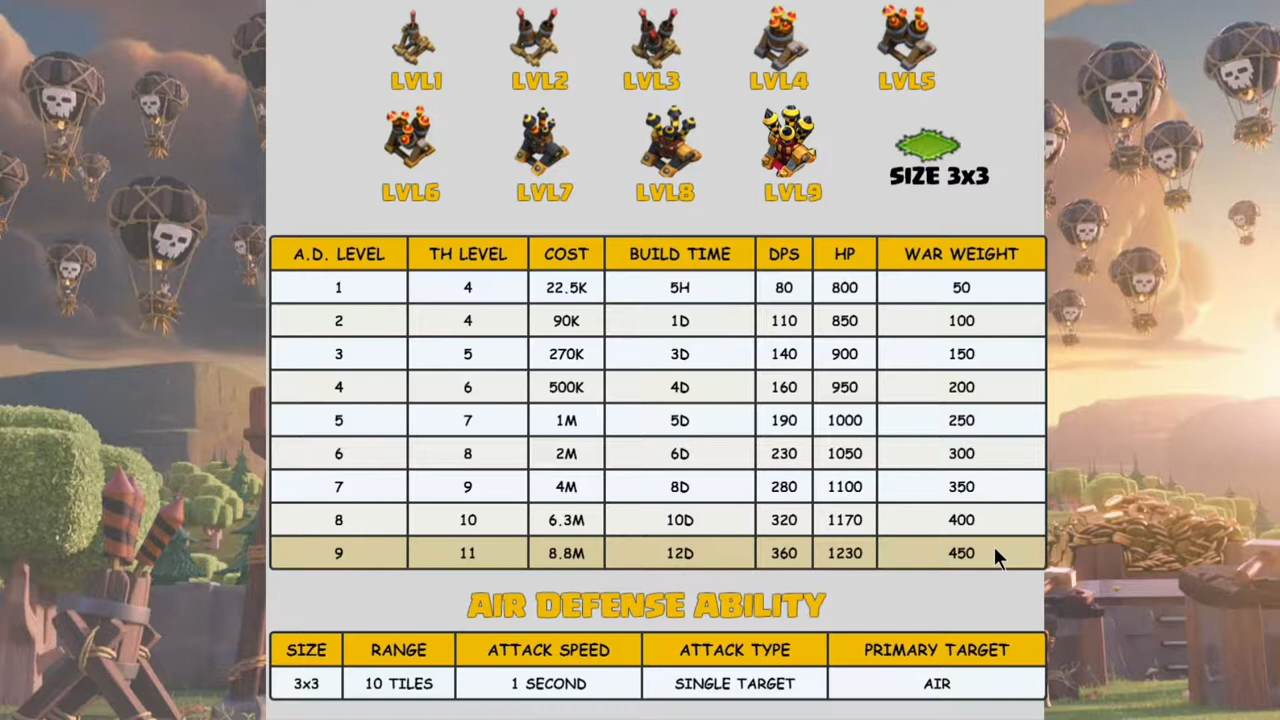 LVL1 LVL2 LVL3 LVL4 LVL5
LVL6 LVL7 LVL8 LVL9 SIZE 3x3
A.D. LEVEL TH LEVEL COST BUILD TIME DPS HP WAR WEIGHT
1 4 22.5K 5H 80 800 50
2 4 90K 1D 110 850 100
3 5 270K 3D 140 900 150
4 6 500K 4D 160 950 200
5 7 1M 5D 190 1000 250
6 8 2M 6D 230 1050 300
7 9 4M 8D 280 1100 350
8 10 6.3M 10D 320 1170 400
9 11 8.8M 12D 360 1230 450
AIR DEFENSE ABILITY
SIZE RANGE ATTACK SPEED ATTACK TYPE PRIMARY TARGET
3x3 10 TILES 1 SECOND SINGLE TARGET AIR